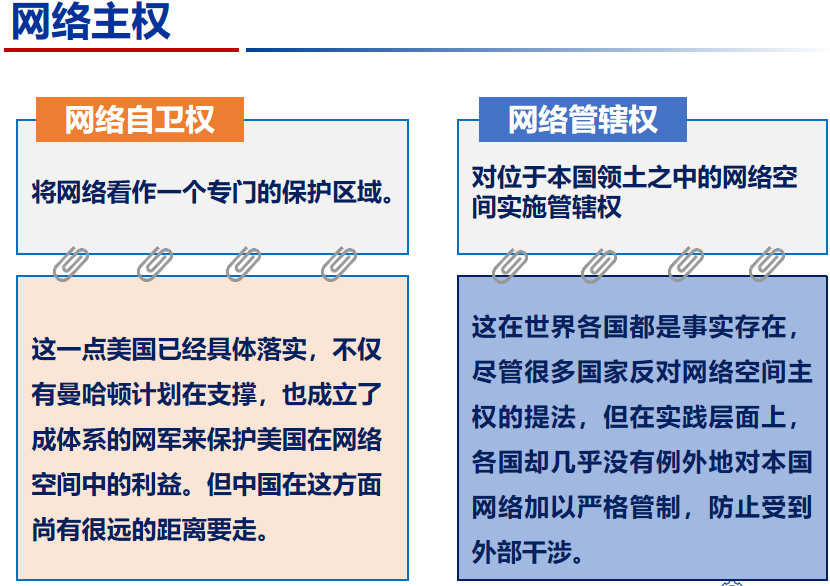 网络主权
网络自卫权
将网络看作一个专门的保护区域。
这一点美国已经具体落实，不仅
有曼哈顿计划在支撑，也成立了
成体系的网军来保护美国在网络
空间中的利益。但中国在这方面
尚有很远的距离要走。
网络管辖权
对位于本国领土之中的网络空
间实施管辖权
这在世界各国都是事实存在，
尽管很多国家反对网络空间主
权的提法，但在实践层面上，
各国却几乎没有例外地对本国
网络加以严格管制，防止受到
外部干涉。